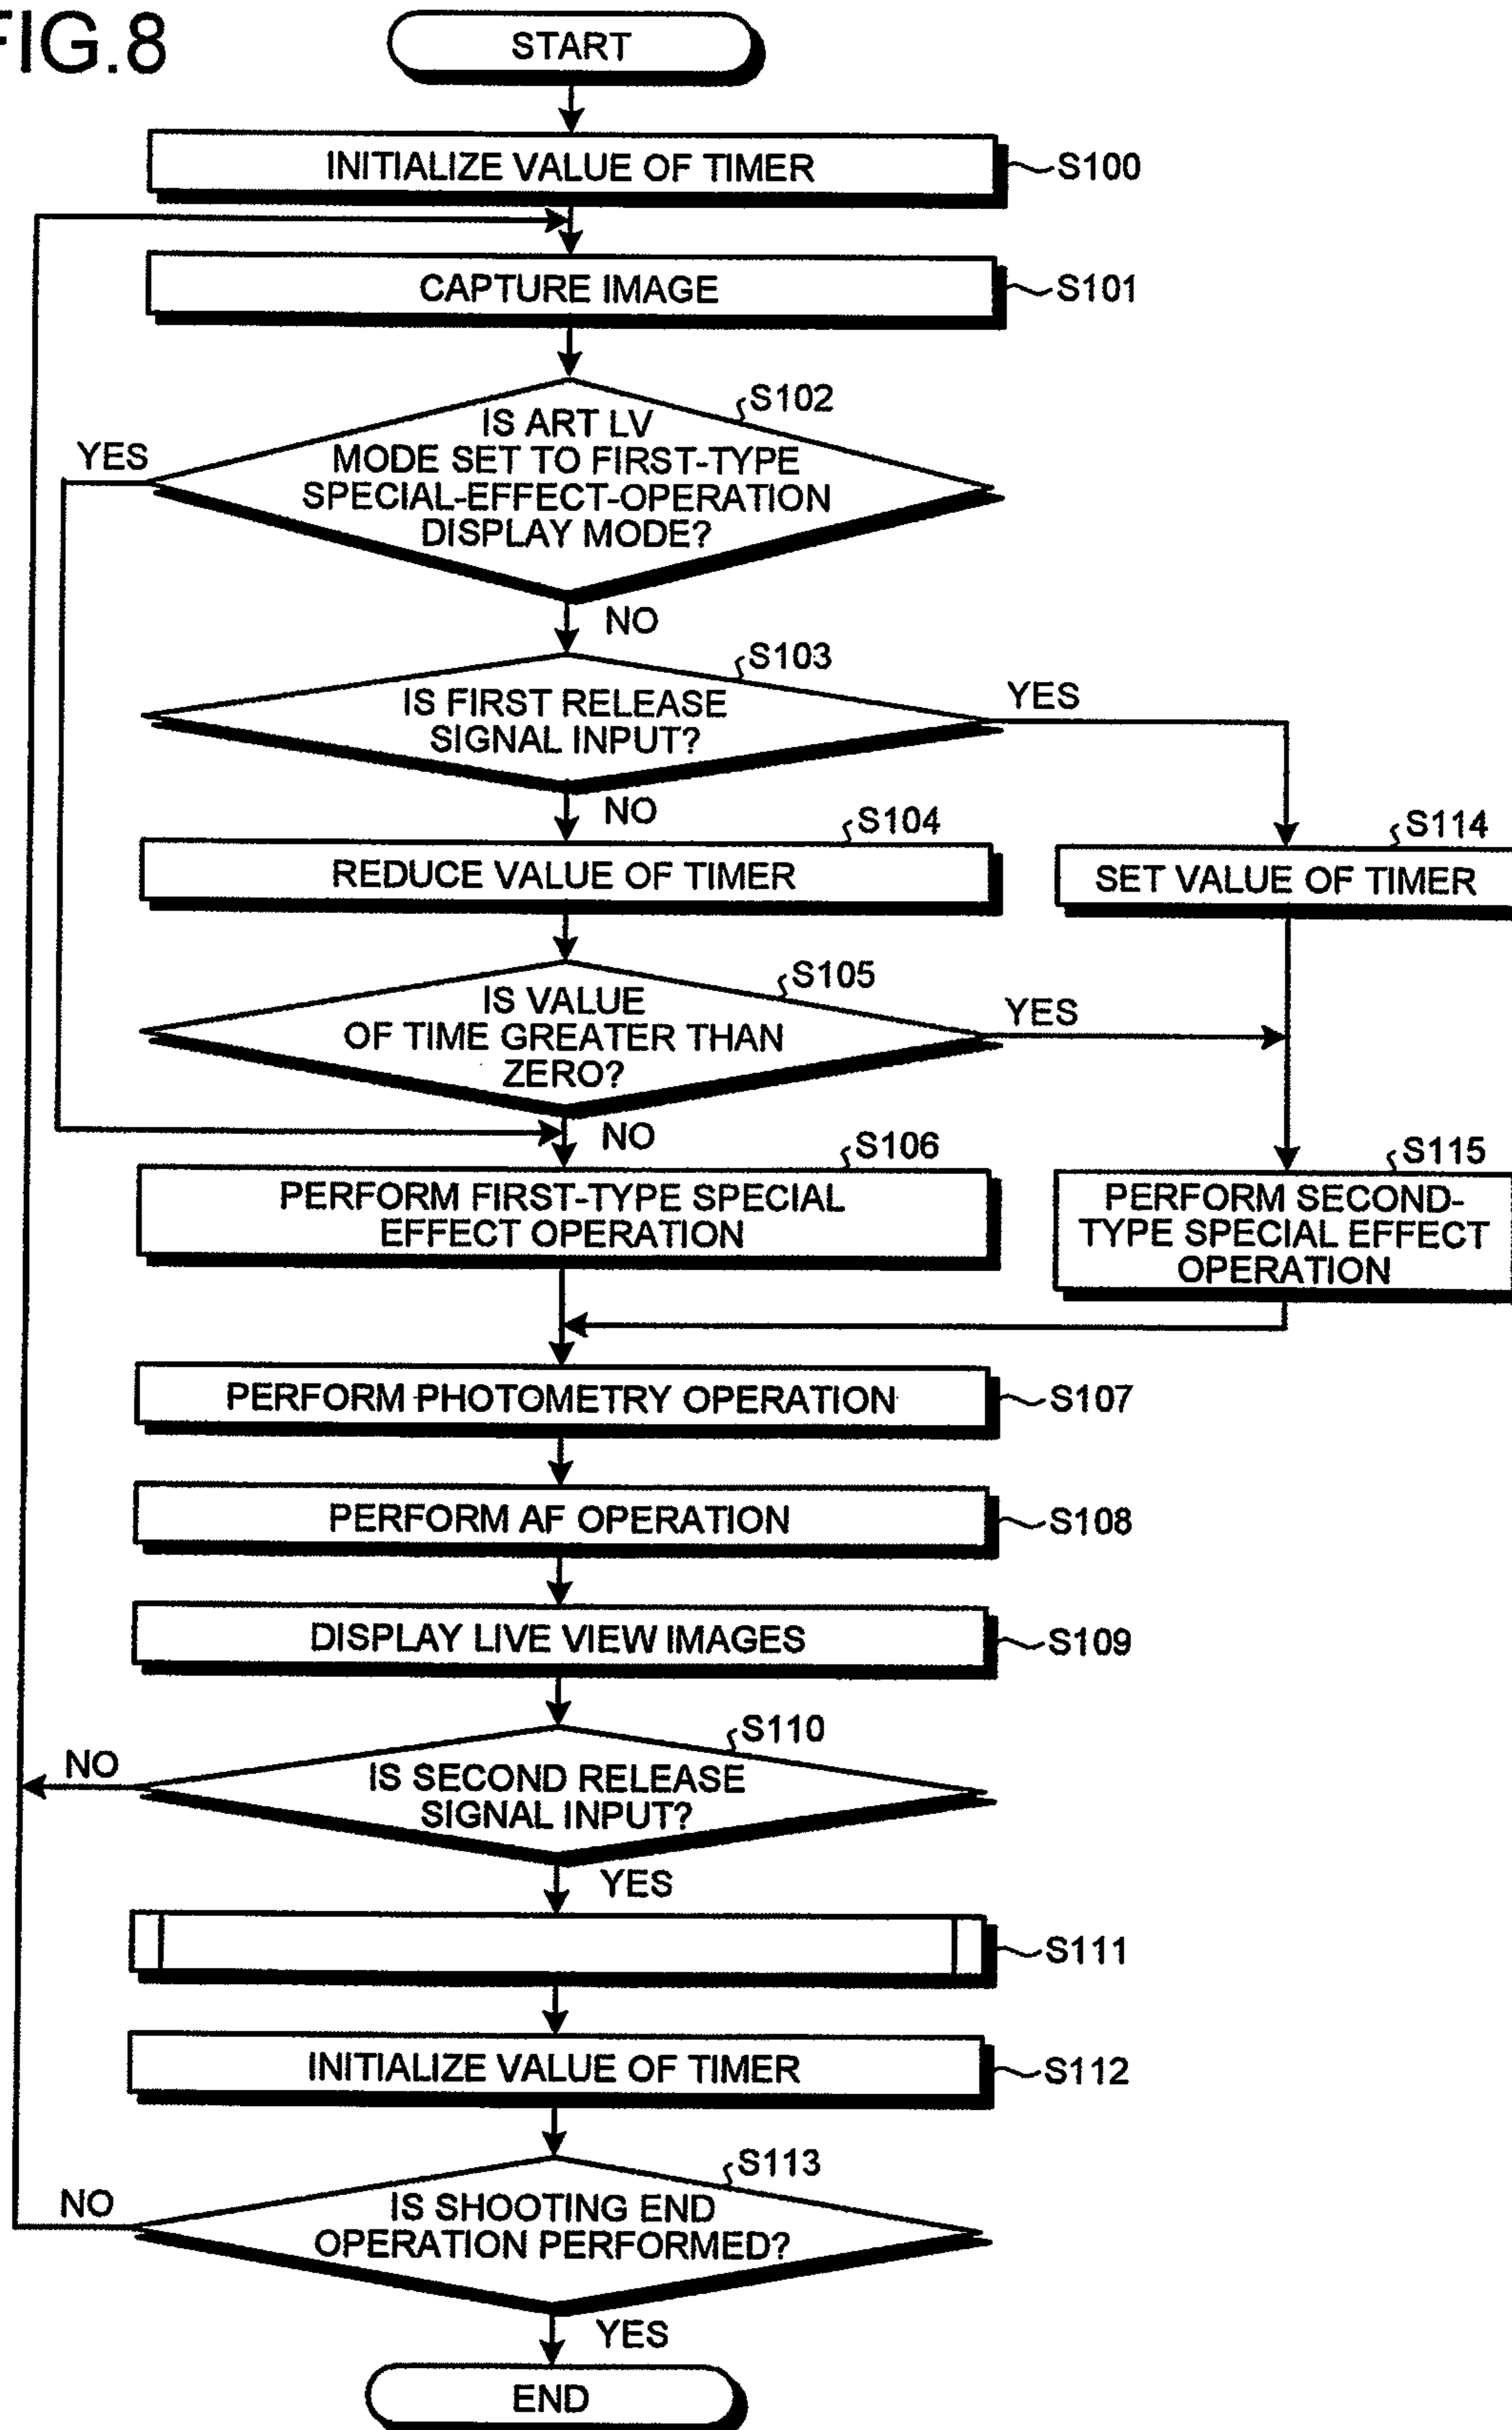 FIG.8
START
INITIALIZE VALUE OF TIMER
S100
CAPTURE IMAGE
S101
S102
IS ART LV
MODE SET TO FIRST-TYPE
SPECIAL-EFFECT-OPERATION
DISPLAY MODE?
YES
NO
S103
IS FIRST RELEASE
SIGNAL INPUT?
YES
NO
S104
REDUCE VALUE OF TIMER
S114
SET VALUE OF TIMER
S105
IS VALUE
OF TIME GREATER THAN
ZERO?
YES
NO
S106
PERFORM FIRST-TYPE SPECIAL
EFFECT OPERATION
S115
PERFORM SECOND-
TYPE SPECIAL EFFECT
OPERATION
PERFORM PHOTOMETRY OPERATION
S107
PERFORM AF OPERATION
S108
DISPLAY LIVE VIEW IMAGES
S109
S110
IS SECOND RELEASE
SIGNAL INPUT?
NO
YES
S111
INITIALIZE VALUE OF TIMER
S112
S113
IS SHOOTING END
OPERATION PERFORMED?
NO
YES
END